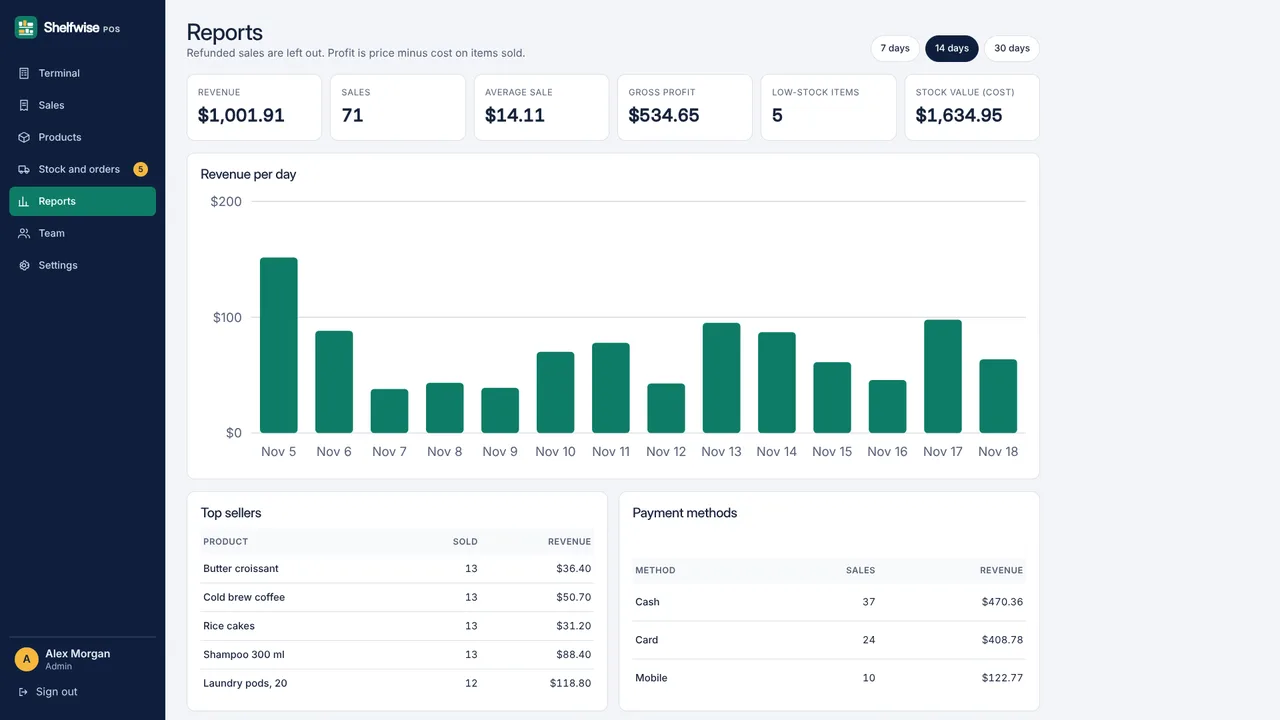 Shelfwise POS
Terminal
Sales
Products
Stock and orders 5
Reports
Team
Settings
A
Alex Morgan
Admin
Sign out
Reports
Refunded sales are left out. Profit is price minus cost on items sold.
7 days 14 days 30 days
REVENUE
$1,001.91
SALES
71
AVERAGE SALE
$14.11
GROSS PROFIT
$534.65
LOW-STOCK ITEMS
5
STOCK VALUE (COST)
$1,634.95
Revenue per day
$200
$100
$0
Nov 5 Nov 6 Nov 7 Nov 8 Nov 9 Nov 10 Nov 11 Nov 12 Nov 13 Nov 14 Nov 15 Nov 16 Nov 17 Nov 18
Top sellers
PRODUCT SOLD REVENUE
Butter croissant 13 $36.40
Cold brew coffee 13 $50.70
Rice cakes 13 $31.20
Shampoo 300 ml 13 $88.40
Laundry pods, 20 12 $118.80
Payment methods
METHOD SALES REVENUE
Cash 37 $470.36
Card 24 $408.78
Mobile 10 $122.77